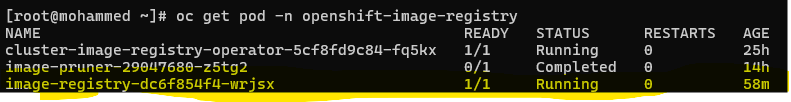 [root@mohammed ~]# oc get pod -n openshift-image-registry
NAME READY STATUS RESTARTS AGE
cluster-image-registry-operator-5cf8fd9c84-fq5kx 1/1 Running 0 25h
image-pruner-29047680-z5tg2 0/1 Completed 0 14h
image-registry-dc6f854f4-wrjsx 1/1 Running 0 58m